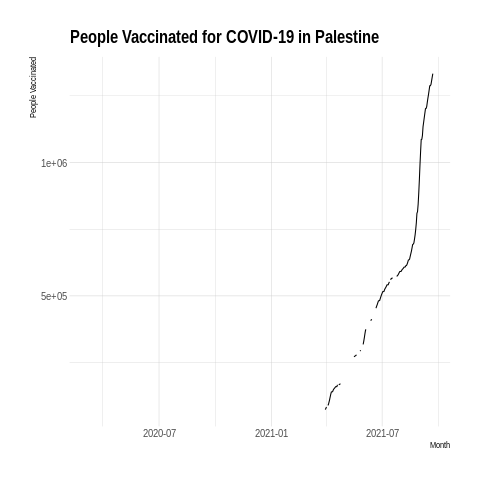 People Vaccinated for COVID-19 in Palestine
People Vaccinated
1e+06
5e+05
2020-07
2021-01
2021-07
Month